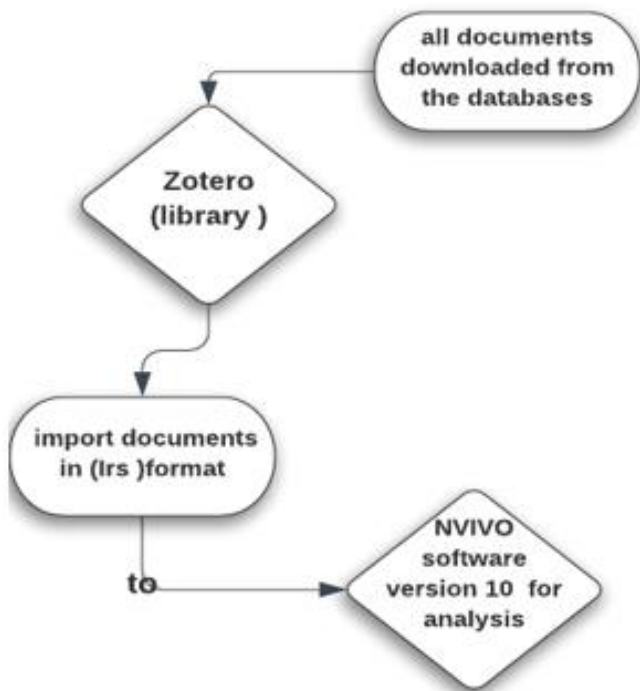 all documents
downloaded from
the databases
Zotero
(library )
import documents
in (Irs )format
to
NVIVO
software
version 10  for
analysis